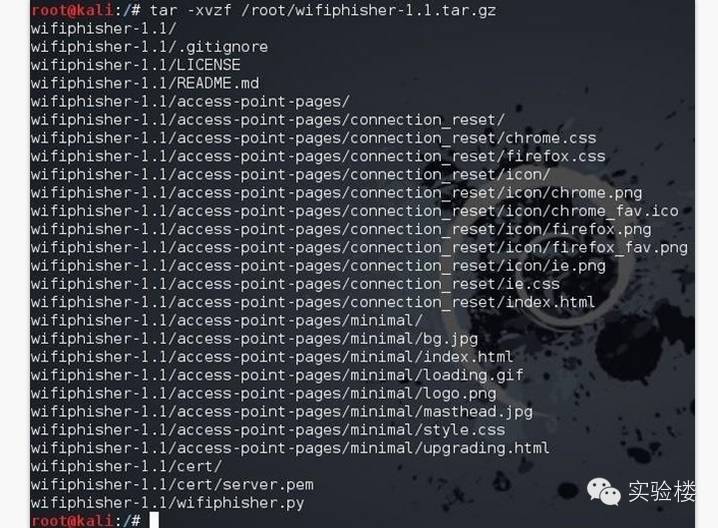 root@kali:/# tar -xvzf /root/wifiphisher-1.1.tar.gz
wifiphisher-1.1/
wifiphisher-1.1/.gitignore
wifiphisher-1.1/LICENSE
wifiphisher-1.1/README.md
wifiphisher-1.1/access-point-pages/
wifiphisher-1.1/access-point-pages/connection_reset/
wifiphisher-1.1/access-point-pages/connection_reset/chrome.css
wifiphisher-1.1/access-point-pages/connection_reset/firefox.css
wifiphisher-1.1/access-point-pages/connection_reset/icon/
wifiphisher-1.1/access-point-pages/connection_reset/icon/chrome.png
wifiphisher-1.1/access-point-pages/connection_reset/icon/chrome_fav.ico
wifiphisher-1.1/access-point-pages/connection_reset/icon/firefox.png
wifiphisher-1.1/access-point-pages/connection_reset/icon/firefox_fav.png
wifiphisher-1.1/access-point-pages/connection_reset/icon/ie.png
wifiphisher-1.1/access-point-pages/connection_reset/ie.css
wifiphisher-1.1/access-point-pages/connection_reset/index.html
wifiphisher-1.1/access-point-pages/minimal/
wifiphisher-1.1/access-point-pages/minimal/bg.jpg
wifiphisher-1.1/access-point-pages/minimal/index.html
wifiphisher-1.1/access-point-pages/minimal/loading.gif
wifiphisher-1.1/access-point-pages/minimal/logo.png
wifiphisher-1.1/access-point-pages/minimal/masthead.jpg
wifiphisher-1.1/access-point-pages/minimal/style.css
wifiphisher-1.1/access-point-pages/minimal/upgrading.html
wifiphisher-1.1/cert/
wifiphisher-1.1/cert/server.pem
wifiphisher-1.1/wifiphisher.py
root@kali:/#
实验楼